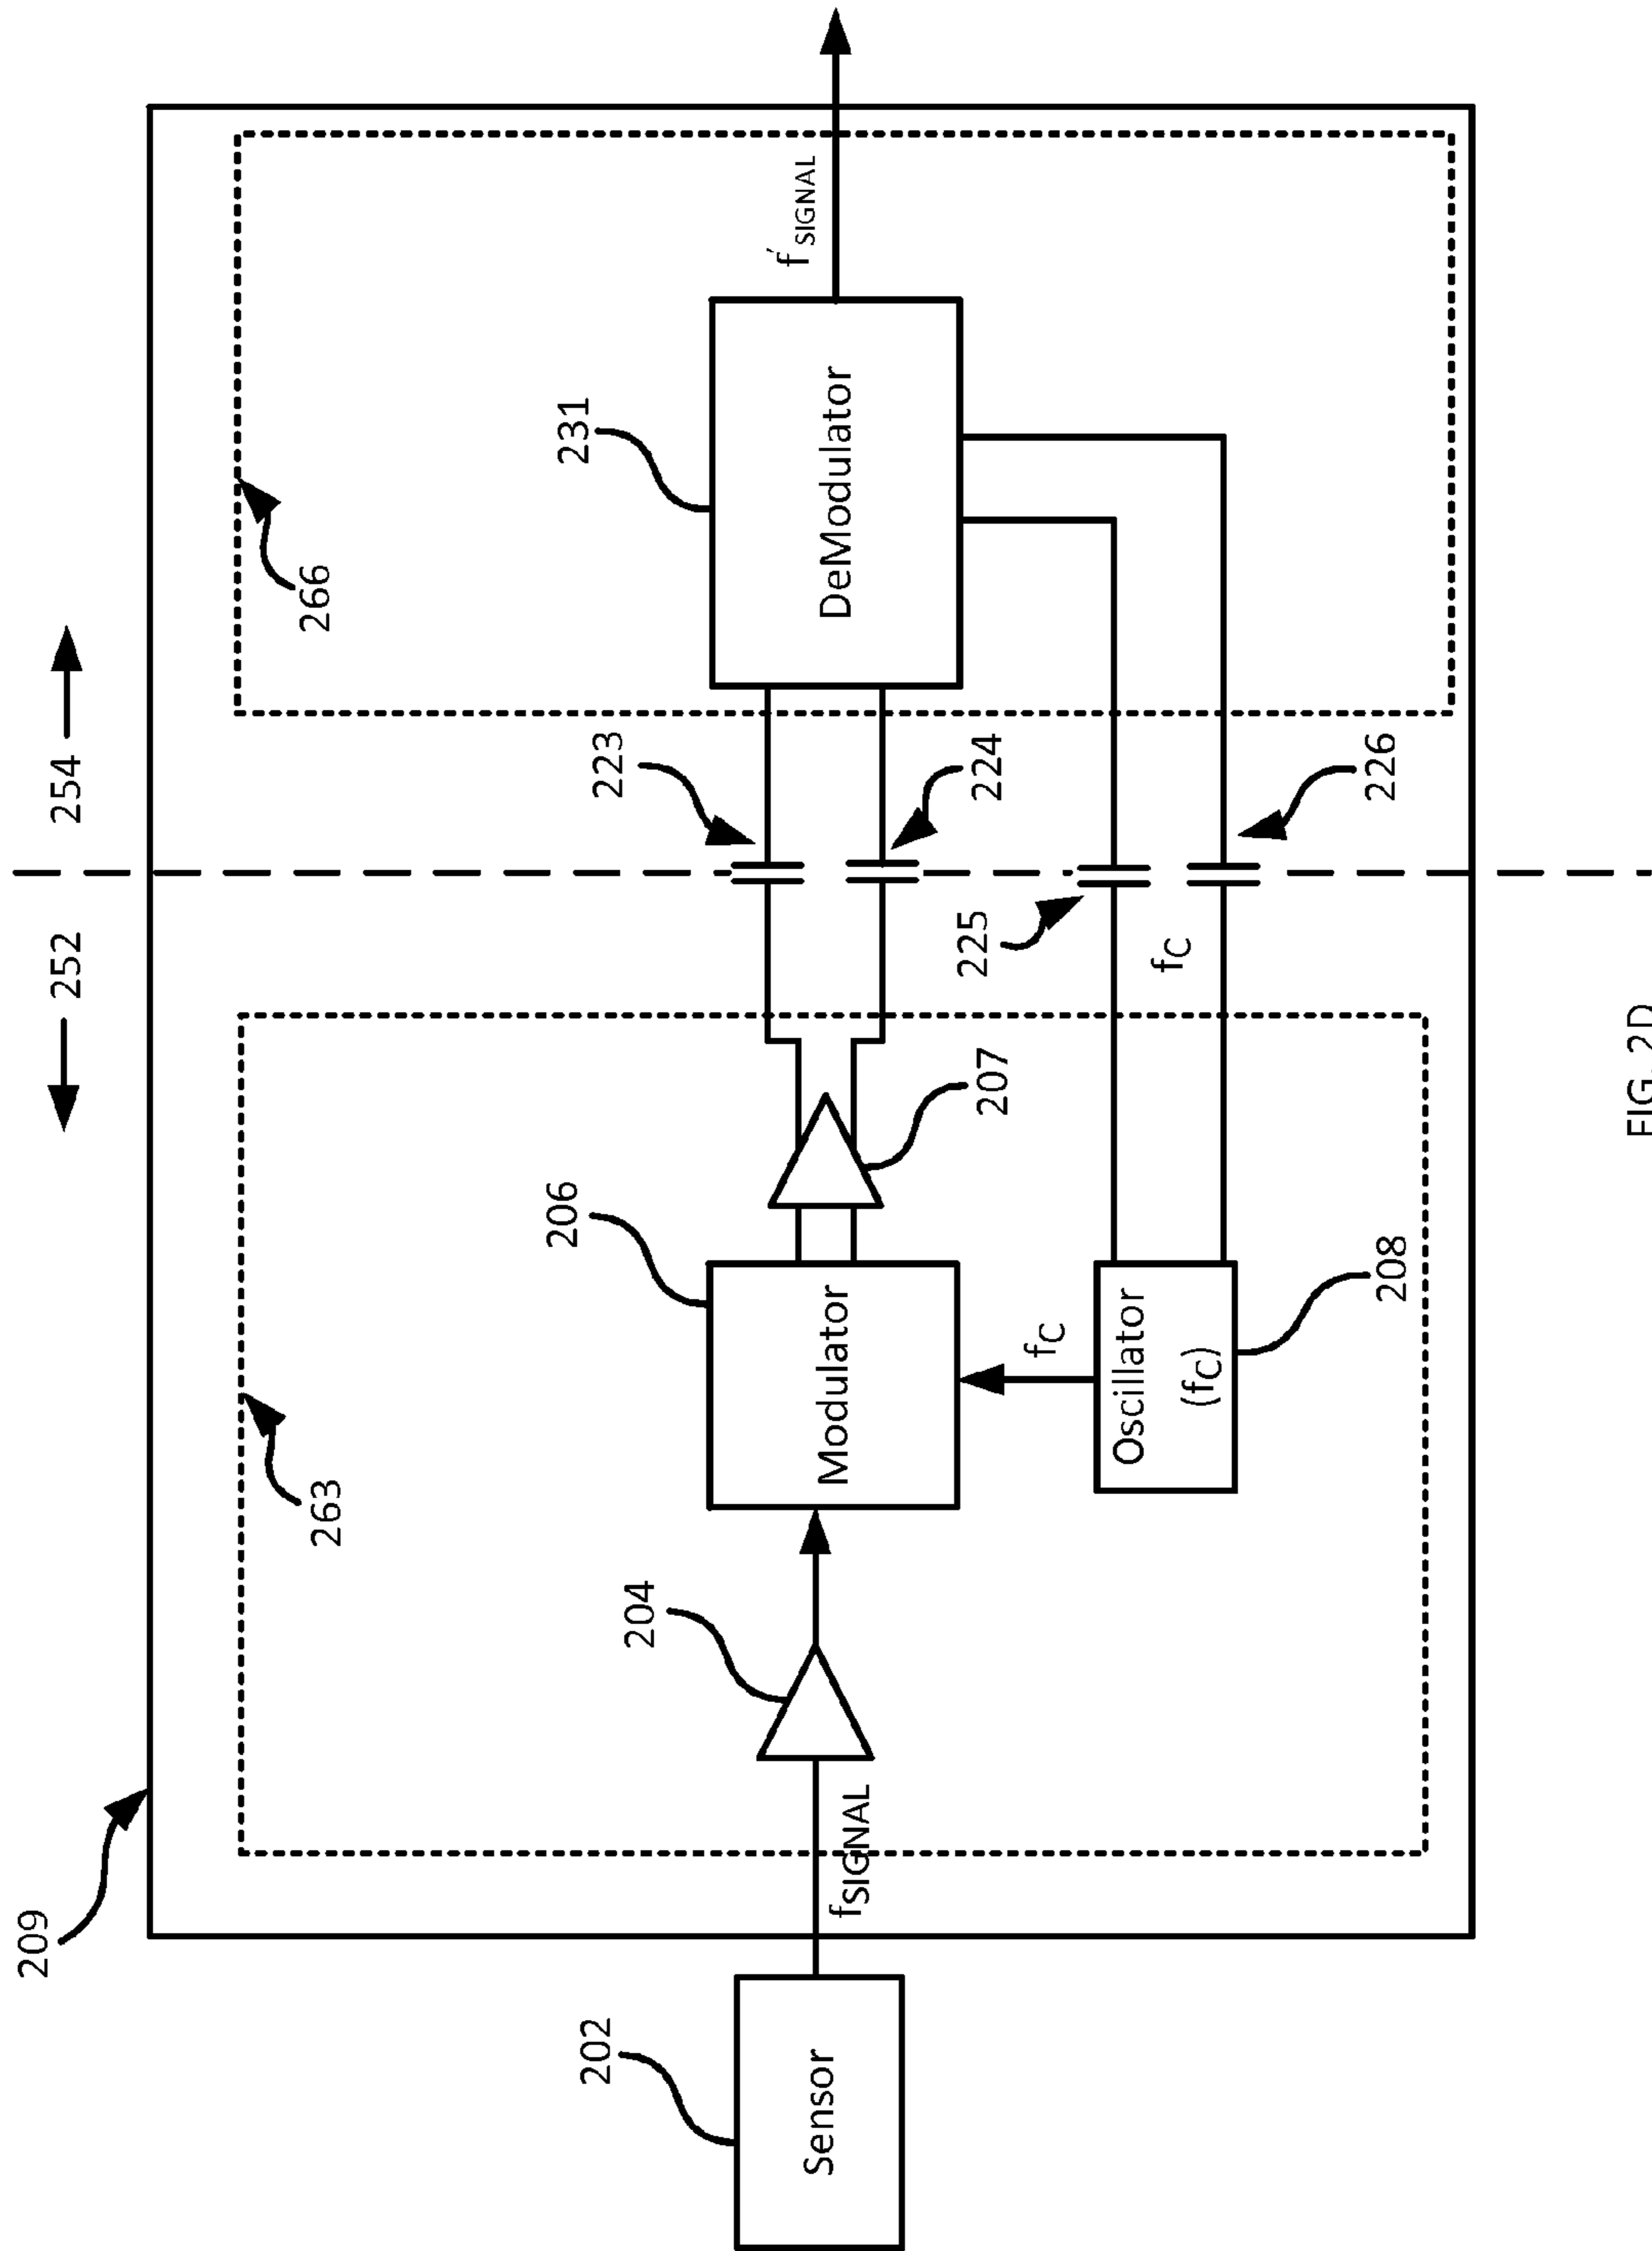 ← 252
254 →
209
263
266
202
Sensor
fSIGNAL
204
206
Modulator
207
fC
Oscillator
(fC)
208
223
224
225
fC
226
231
DeModulator
f'SIGNAL
FIG. 2D